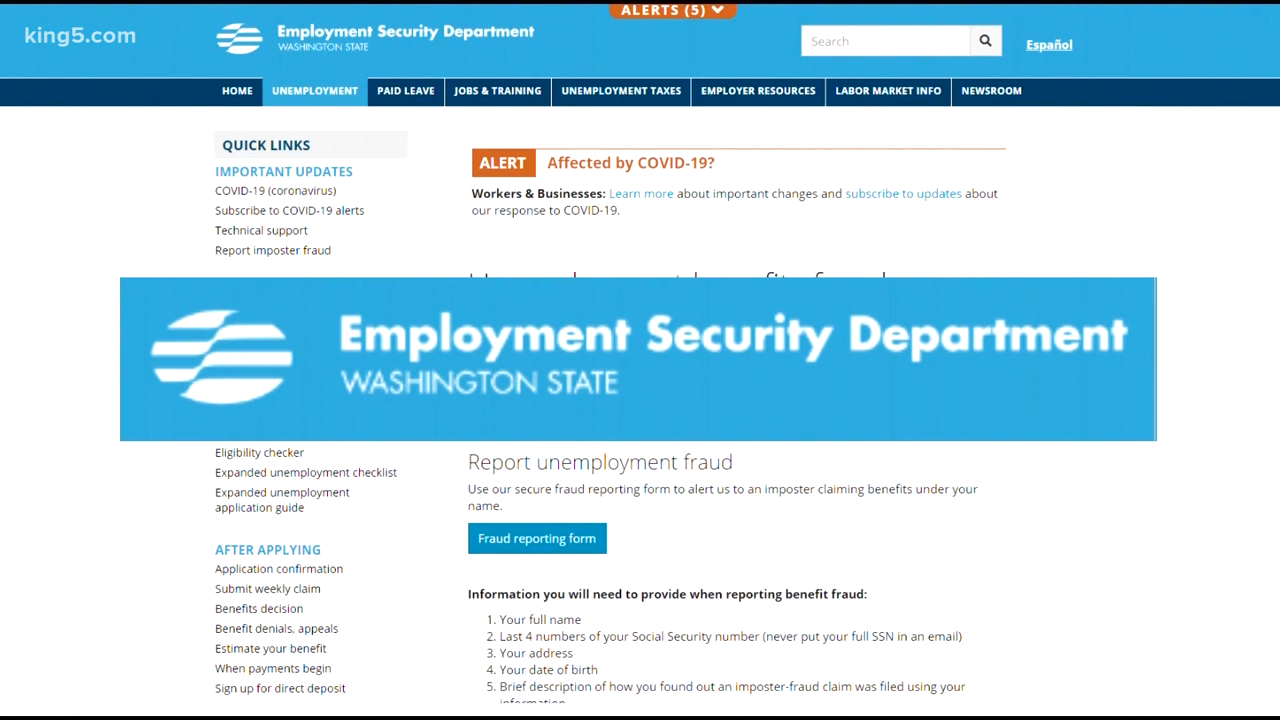 ALERTS (5)
king5.com
Employment Security Department
WASHINGTON STATE
Search
Español
HOME
UNEMPLOYMENT
PAID LEAVE
JOBS & TRAINING
UNEMPLOYMENT TAXES
EMPLOYER RESOURCES
LABOR MARKET INFO
NEWSROOM
QUICK LINKS
IMPORTANT UPDATES
COVID-19 (coronavirus)
Subscribe to COVID-19 alerts
Technical support
Report imposter fraud
ALERT Affected by COVID-19?
Workers & Businesses: Learn more about important changes and subscribe to updates about
our response to COVID-19.
Employment Security Department
WASHINGTON STATE
Eligibility checker
Expanded unemployment checklist
Expanded unemployment
application guide
AFTER APPLYING
Application confirmation
Submit weekly claim
Benefits decision
Benefit denials, appeals
Estimate your benefit
When payments begin
Sign up for direct deposit
Report unemployment fraud
Use our secure fraud reporting form to alert us to an imposter claiming benefits under your
name.
Fraud reporting form
Information you will need to provide when reporting benefit fraud:
1. Your full name
2. Last 4 numbers of your Social Security number (never put your full SSN in an email)
3. Your address
4. Your date of birth
5. Brief description of how you found out an imposter-fraud claim was filed using your